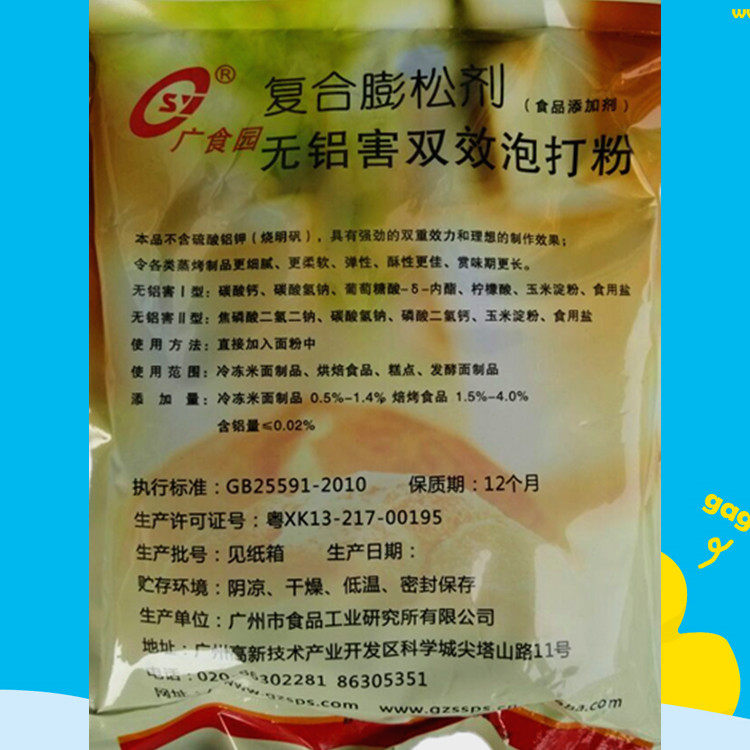 ww
SY®
广食园
复合膨松剂（食品添加剂）
无铝害双效泡打粉
本品不含硫酸铝钾（烧明矾），具有强劲的双重效力和理想的制作效果；
令各类蒸烤制品更细腻、更柔软、弹性、酥性更佳、赏味期更长。
无铝害Ⅰ型：碳酸钙、碳酸氢钠、葡萄糖酸-δ-内酯、柠檬酸、玉米淀粉、食用盐
无铝害Ⅱ型：焦磷酸二氢二钠、碳酸氢钠、磷酸二氢钙、玉米淀粉、食用盐
使用方法：直接加入面粉中
使用范围：冷冻米面制品、烘焙食品、糕点、发酵面制品
添加量：冷冻米面制品 0.5%-1.4% 焙烤食品 1.5%-4.0%
含铝量≤0.02%
执行标准：GB25591-2010 保质期：12个月
生产许可证号：粤XK13-217-00195
生产批号：见纸箱 生产日期：
贮存环境：阴凉、干燥、低温、密封保存
生产单位：广州市食品工业研究所有限公司
地址：广州高新技术产业开发区科学城尖塔山路11号
电话：020-86302281 86305351
网址：www.gzssps.com
gag